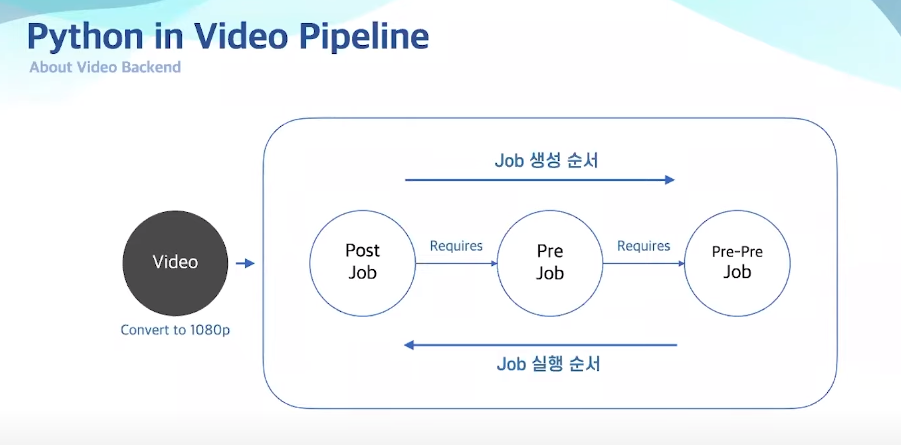 Python in Video Pipeline
About Video Backend
Job 생성 순서
Video
Convert to 1080p
Post
Job
Requires
Pre
Job
Requires
Pre-Pre
Job
Job 실행 순서